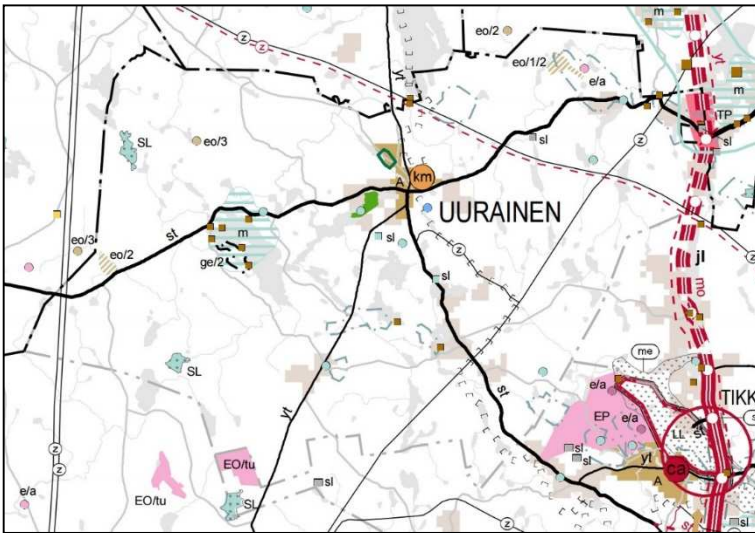 z
z
yt
eo/2
m
eo/1/2
e/a
yt
m
TP
sl
z
SL
eo/3
sl
z
A
km
UURAINEN
st
m
eo/3
eo/2
ge/2
sl
z
z
sl
jl
mo
SL
me
e/a
TIKK
yt
st
EP
e/a
LL
st
EO/tu
yt
z
z
sl
sl
ca
A
e/a
EO/tu
SL
sl
z